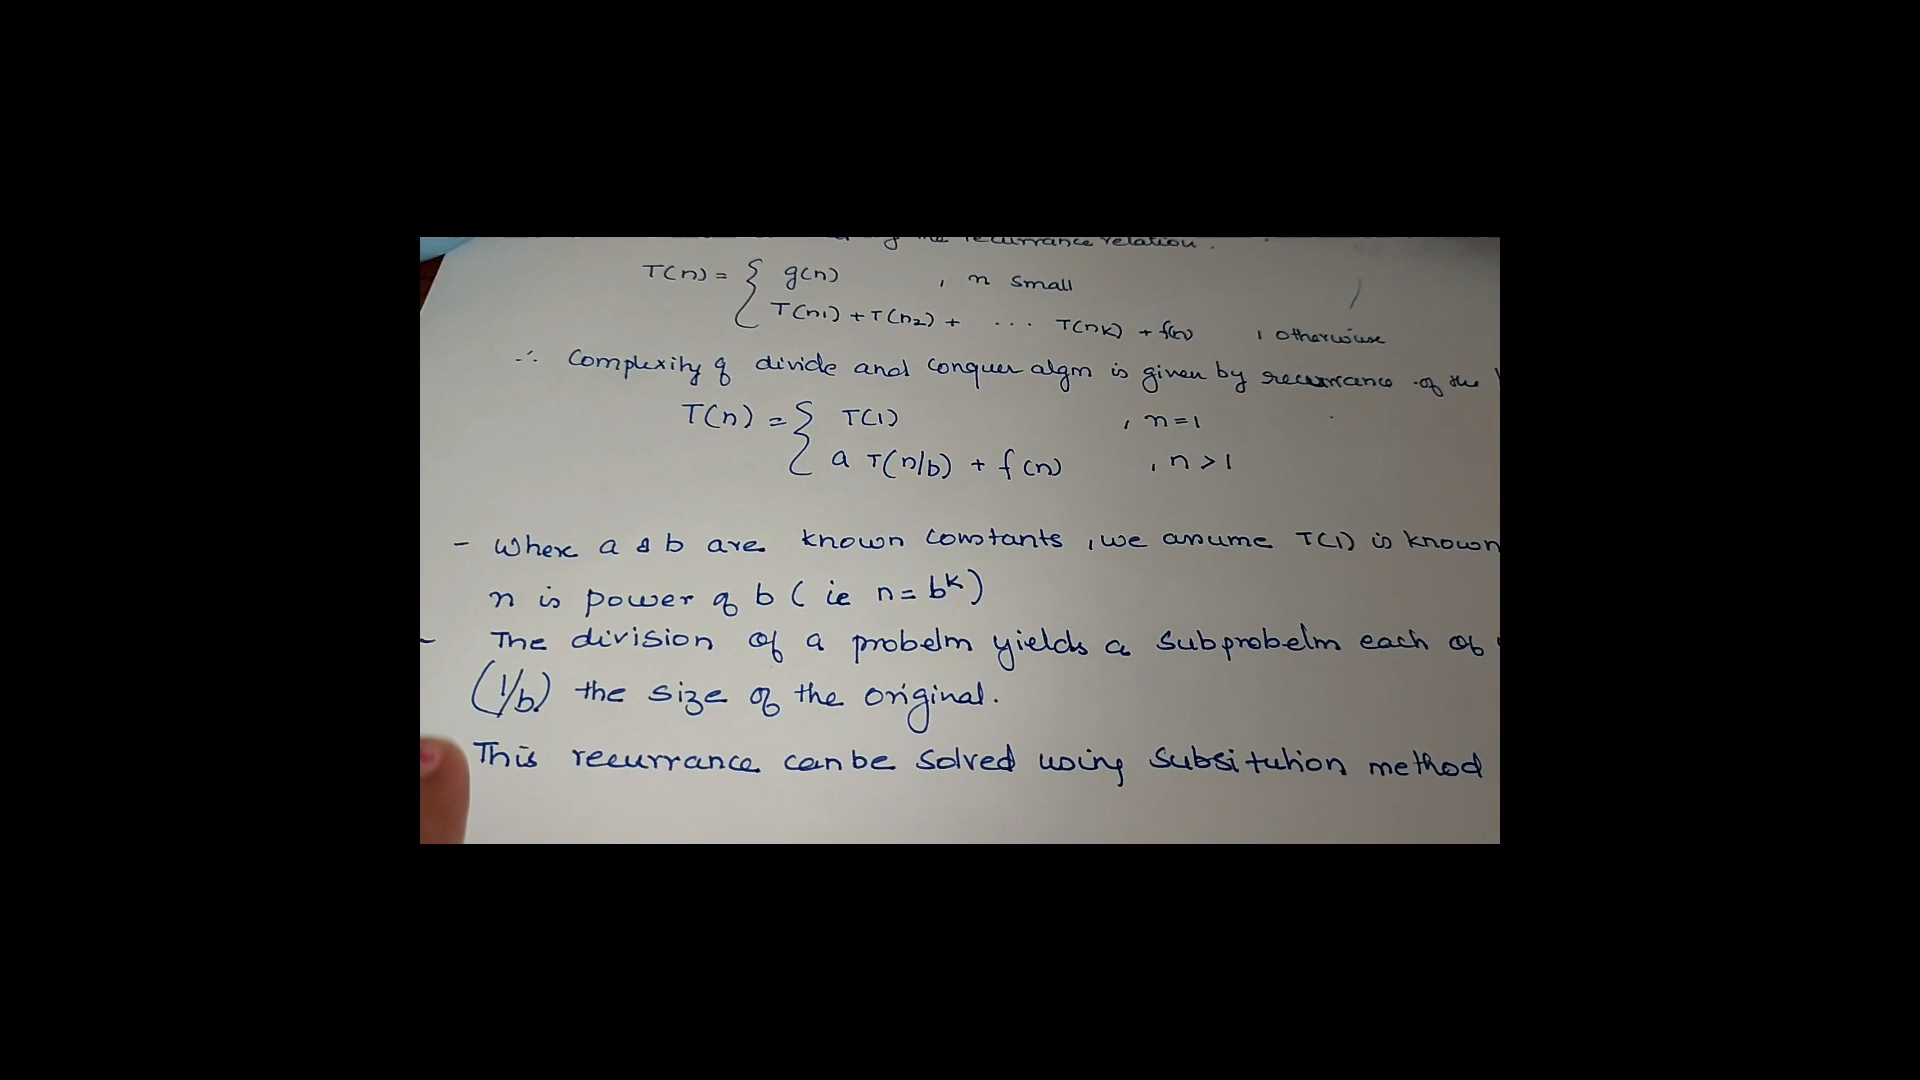 recurrance relation.
T(n) = { g(n) , n small
T(n1) + T(n2) + ... T(nk) + f(n) , otherwise
∴ Complexity of divide and conquer algm is given by recurrance of the
T(n) = { T(1) , n=1
a T(n/b) + f(n) , n>1
- Where a & b are known constants, we assume T(1) is known
n is power of b ( ie n = b^k)
- The division of a probelm yields a subprobelm each of
(1/b) the size of the original.
This recurrance can be solved using subsitution method